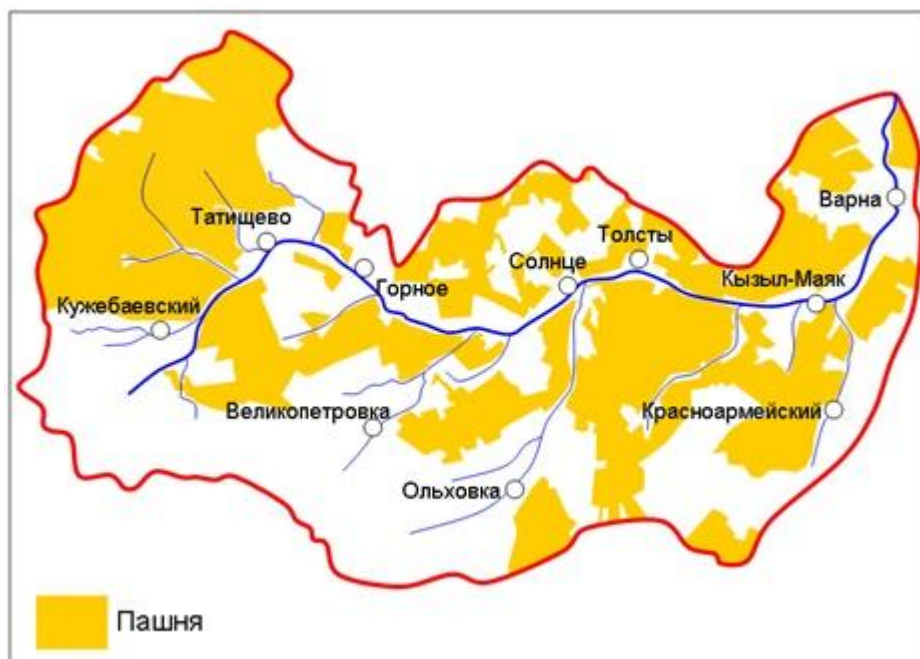 Татищево
Варна
Толсты
Солнце
Горное
Кызыл-Маяк
Кужебаевский
Великопетровка
Красноармейский
Ольховка
Пашня